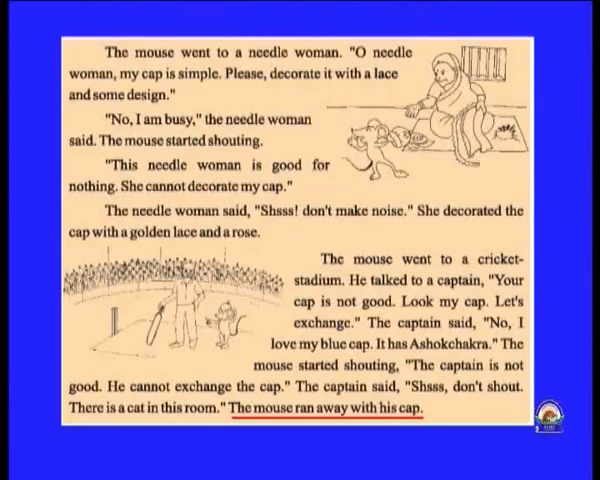 The mouse went to a needle woman. "O needle
woman, my cap is simple. Please, decorate it with a lace
and some design."
"No, I am busy," the needle woman
said. The mouse started shouting.
"This needle woman is good for
nothing. She cannot decorate my cap."
The needle woman said, "Shsss! don't make noise." She decorated the
cap with a golden lace and a rose.
The mouse went to a cricket-
stadium. He talked to a captain, "Your
cap is not good. Look my cap. Let's
exchange." The captain said, "No, I
love my blue cap. It has Ashokchakra." The
mouse started shouting, "The captain is not
good. He cannot exchange the cap." The captain said, "Shsss, don't shout.
There is a cat in this room." The mouse ran away with his cap.